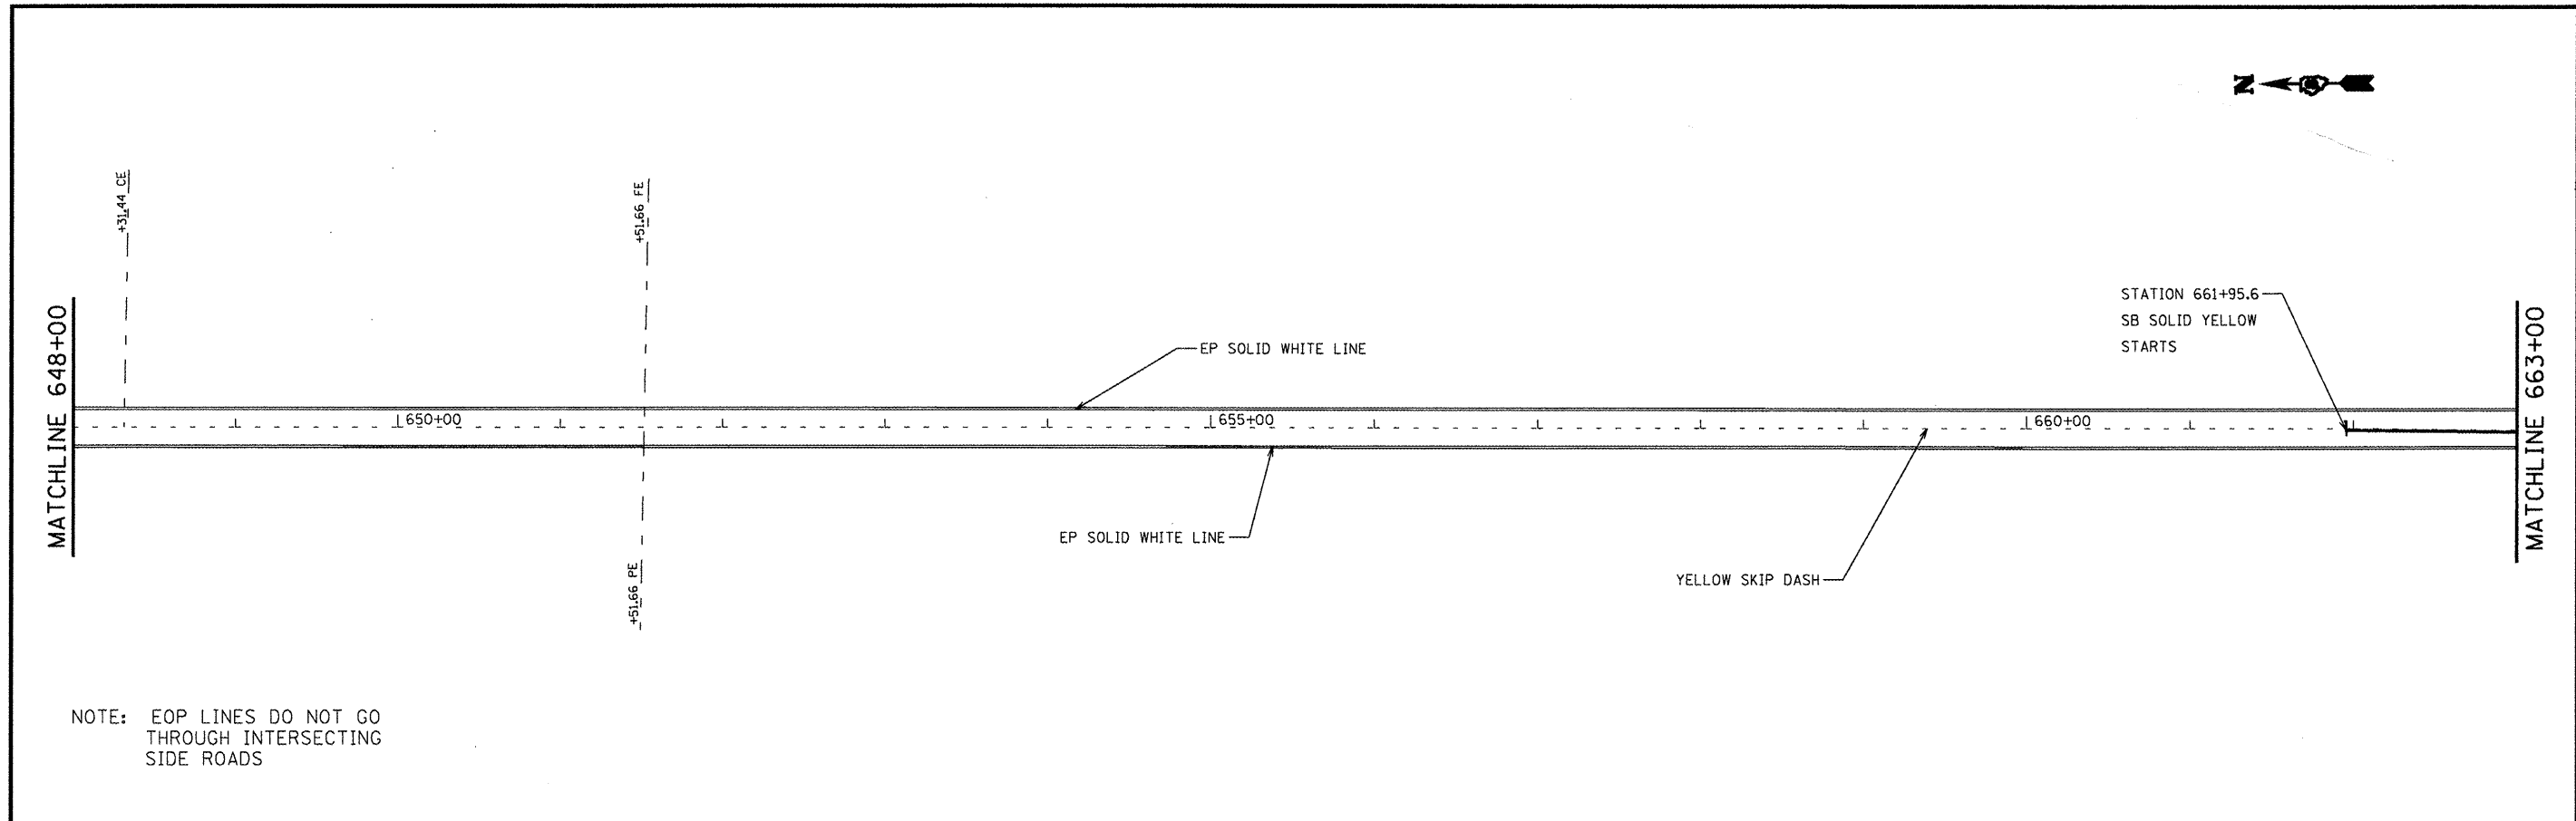 N
+31.44 CE
+51.66 FE
MATCHLINE 648+00
STATION 661+95.6
SB SOLID YELLOW
STARTS
MATCHLINE 663+00
EP SOLID WHITE LINE
650+00
655+00
660+00
EP SOLID WHITE LINE
YELLOW SKIP DASH
+51.66 PE
NOTE: EOP LINES DO NOT GO
THROUGH INTERSECTING
SIDE ROADS